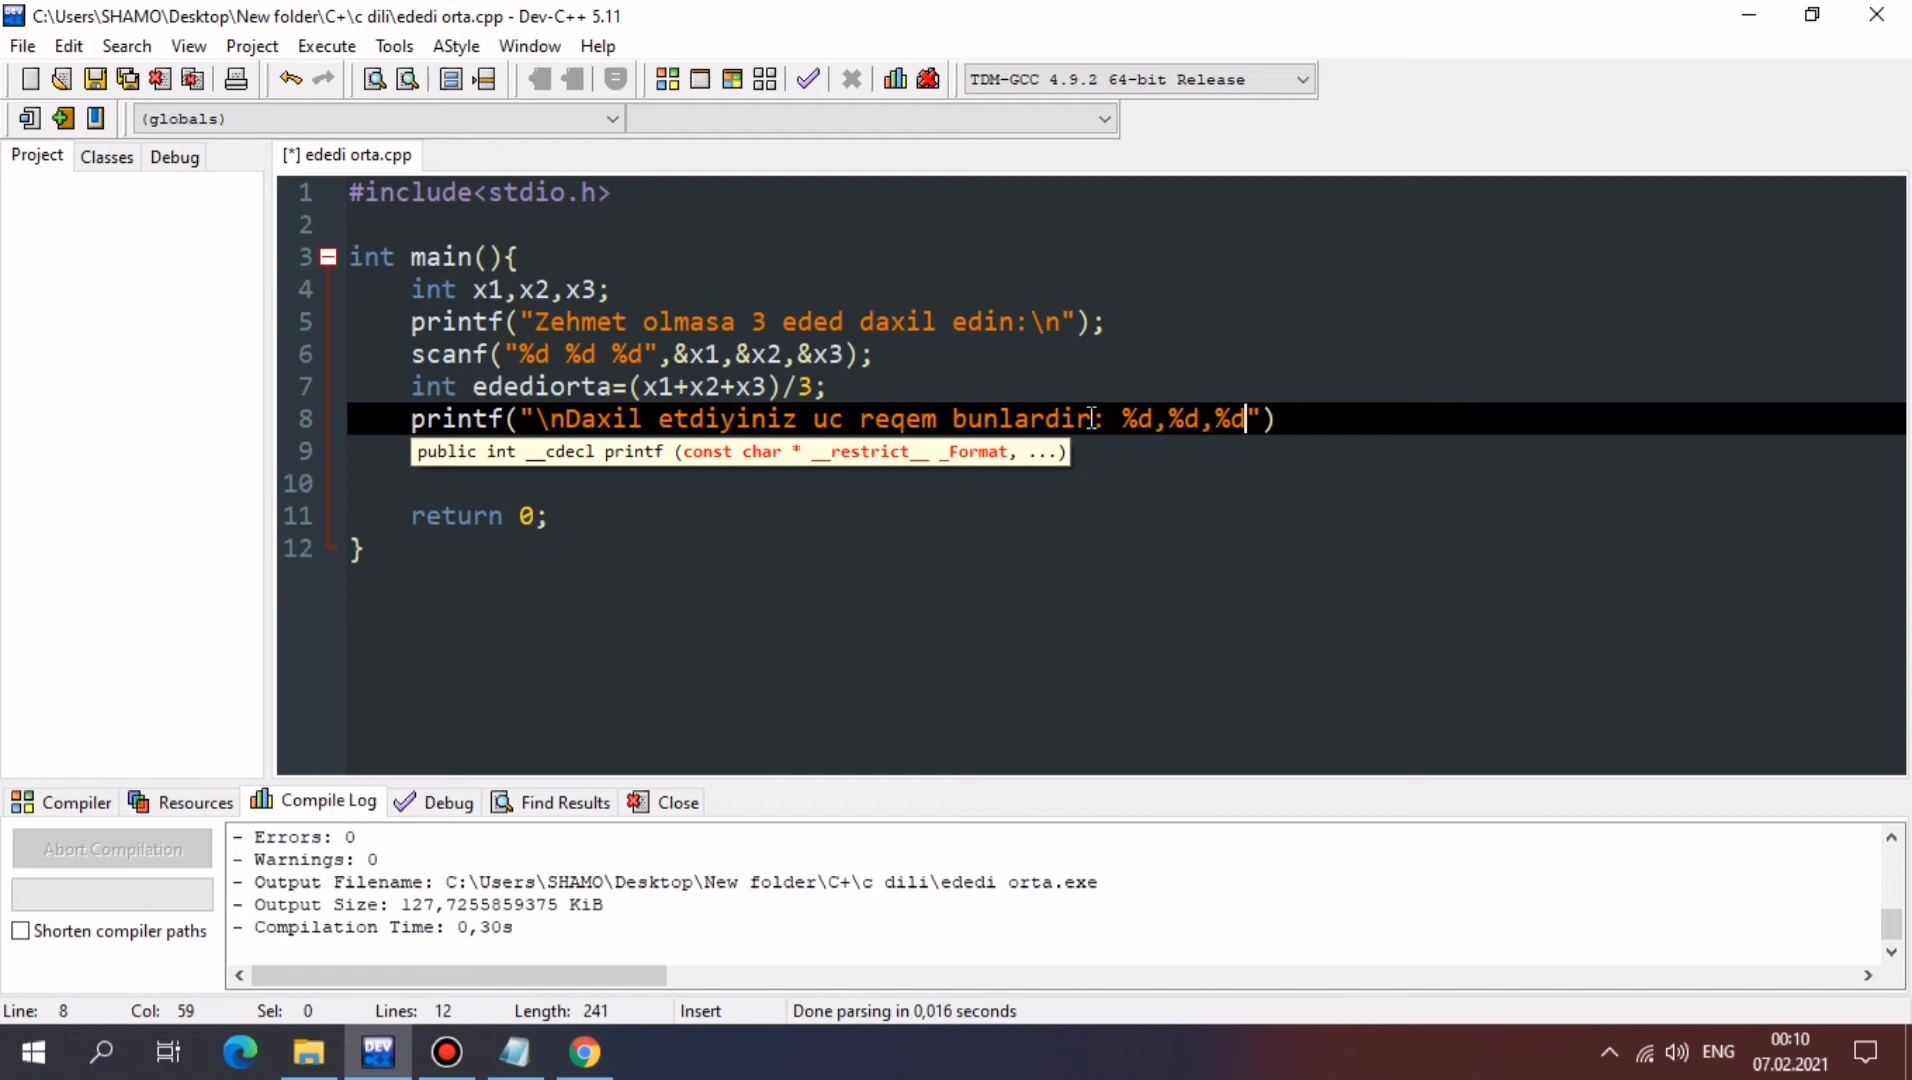 C:\Users\SHAMO\Desktop\New folder\C+\c dili\ededi orta.cpp - Dev-C++ 5.11
File Edit Search View Project Execute Tools AStyle Window Help
TDM-GCC 4.9.2 64-bit Release
(globals)
Project Classes Debug
[*] ededi orta.cpp
1 #include<stdio.h>
2
3 int main(){
4 int x1,x2,x3;
5 printf("Zehmet olmasa 3 eded daxil edin:\n");
6 scanf("%d %d %d",&x1,&x2,&x3);
7 int edediorta=(x1+x2+x3)/3;
8 printf("\nDaxil etdiyiniz uc reqem bunlardir: %d,%d,%d")
9 public int __cdecl printf (const char * __restrict__ _Format, ...)
10
11 return 0;
12 }
Compiler Resources Compile Log Debug Find Results Close
Abort Compilation
Shorten compiler paths
- Errors: 0
- Warnings: 0
- Output Filename: C:\Users\SHAMO\Desktop\New folder\C+\c dili\ededi orta.exe
- Output Size: 127,7255859375 KiB
- Compilation Time: 0,30s
Line: 8 Col: 59 Sel: 0 Lines: 12 Length: 241 Insert Done parsing in 0,016 seconds
DEV
ENG
00:10
07.02.2021